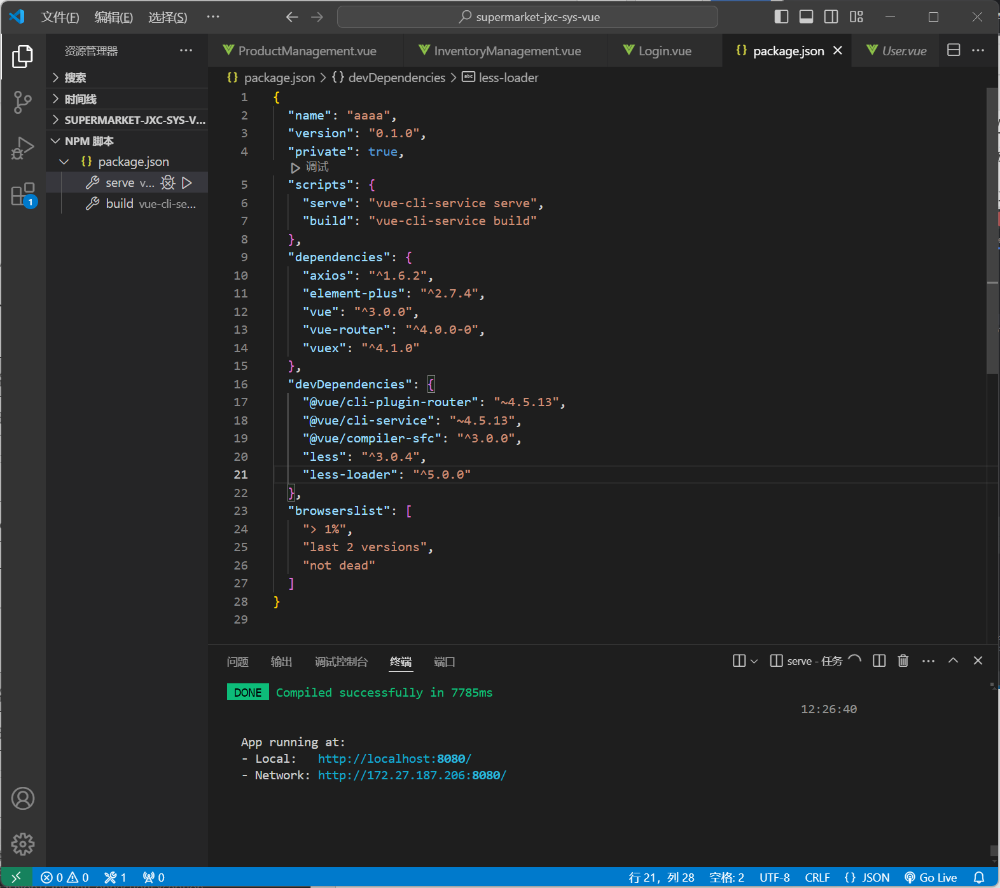 文件(F) 编辑(E) 选择(S) ···
supermarket-jxc-sys-vue
资源管理器
搜索
时间线
SUPERMARKET-JXC-SYS-V...
NPM 脚本
package.json
serve v...
build vue-cli-se...
1
ProductManagement.vue InventoryManagement.vue Login.vue {} package.json User.vue
{} package.json > {} devDependencies > abc less-loader
1 {
2 "name": "aaaa",
3 "version": "0.1.0",
4 "private": true,
调试
5 "scripts": {
6 "serve": "vue-cli-service serve",
7 "build": "vue-cli-service build"
8 },
9 "dependencies": {
10 "axios": "^1.6.2",
11 "element-plus": "^2.7.4",
12 "vue": "^3.0.0",
13 "vue-router": "^4.0.0-0",
14 "vuex": "^4.1.0"
15 },
16 "devDependencies": {
17 "@vue/cli-plugin-router": "~4.5.13",
18 "@vue/cli-service": "~4.5.13",
19 "@vue/compiler-sfc": "^3.0.0",
20 "less": "^3.0.4",
21 "less-loader": "^5.0.0"
22 },
23 "browserslist": [
24 "> 1%",
25 "last 2 versions",
26 "not dead"
27 ]
28 }
29
问题 输出 调试控制台 终端 端口
serve - 任务
DONE Compiled successfully in 7785ms
12:26:40
App running at:
- Local: http://localhost:8080/
- Network: http://172.27.187.206:8080/
0 0 1 0
行 21，列 28 空格: 2 UTF-8 CRLF {} JSON Go Live